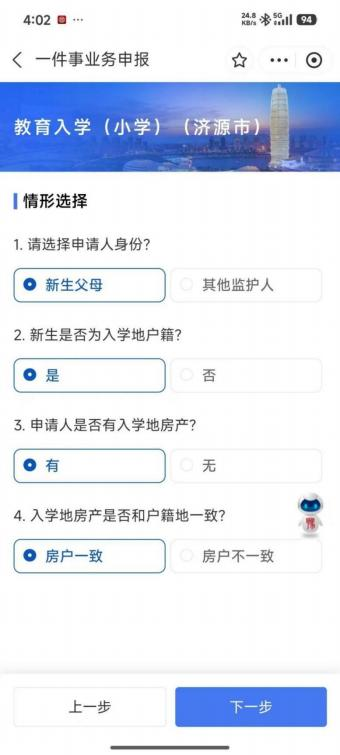 4:02 ... 24.8 KB/s 5G 94
一件事业务申报
教育入学（小学）（济源市）
情形选择
1. 请选择申请人身份?
新生父母 其他监护人
2. 新生是否为入学地户籍?
是 否
3. 申请人是否有入学地房产?
有 无
4. 入学地房产是否和户籍地一致?
房户一致 房户不一致
上一步 下一步